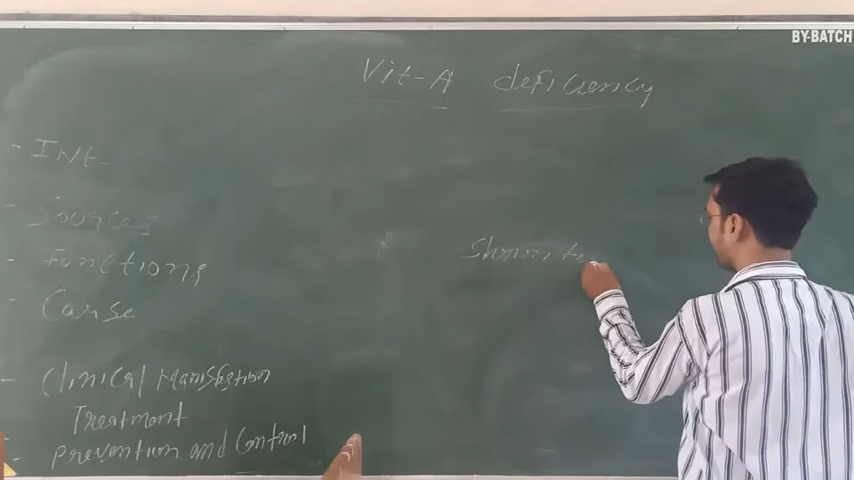 BY-BATCH
Vit-A deficiency
- Int-
- Sources
- Functions
- Cause
- Clinical Manifestation
Treatment
- Prevention and Control